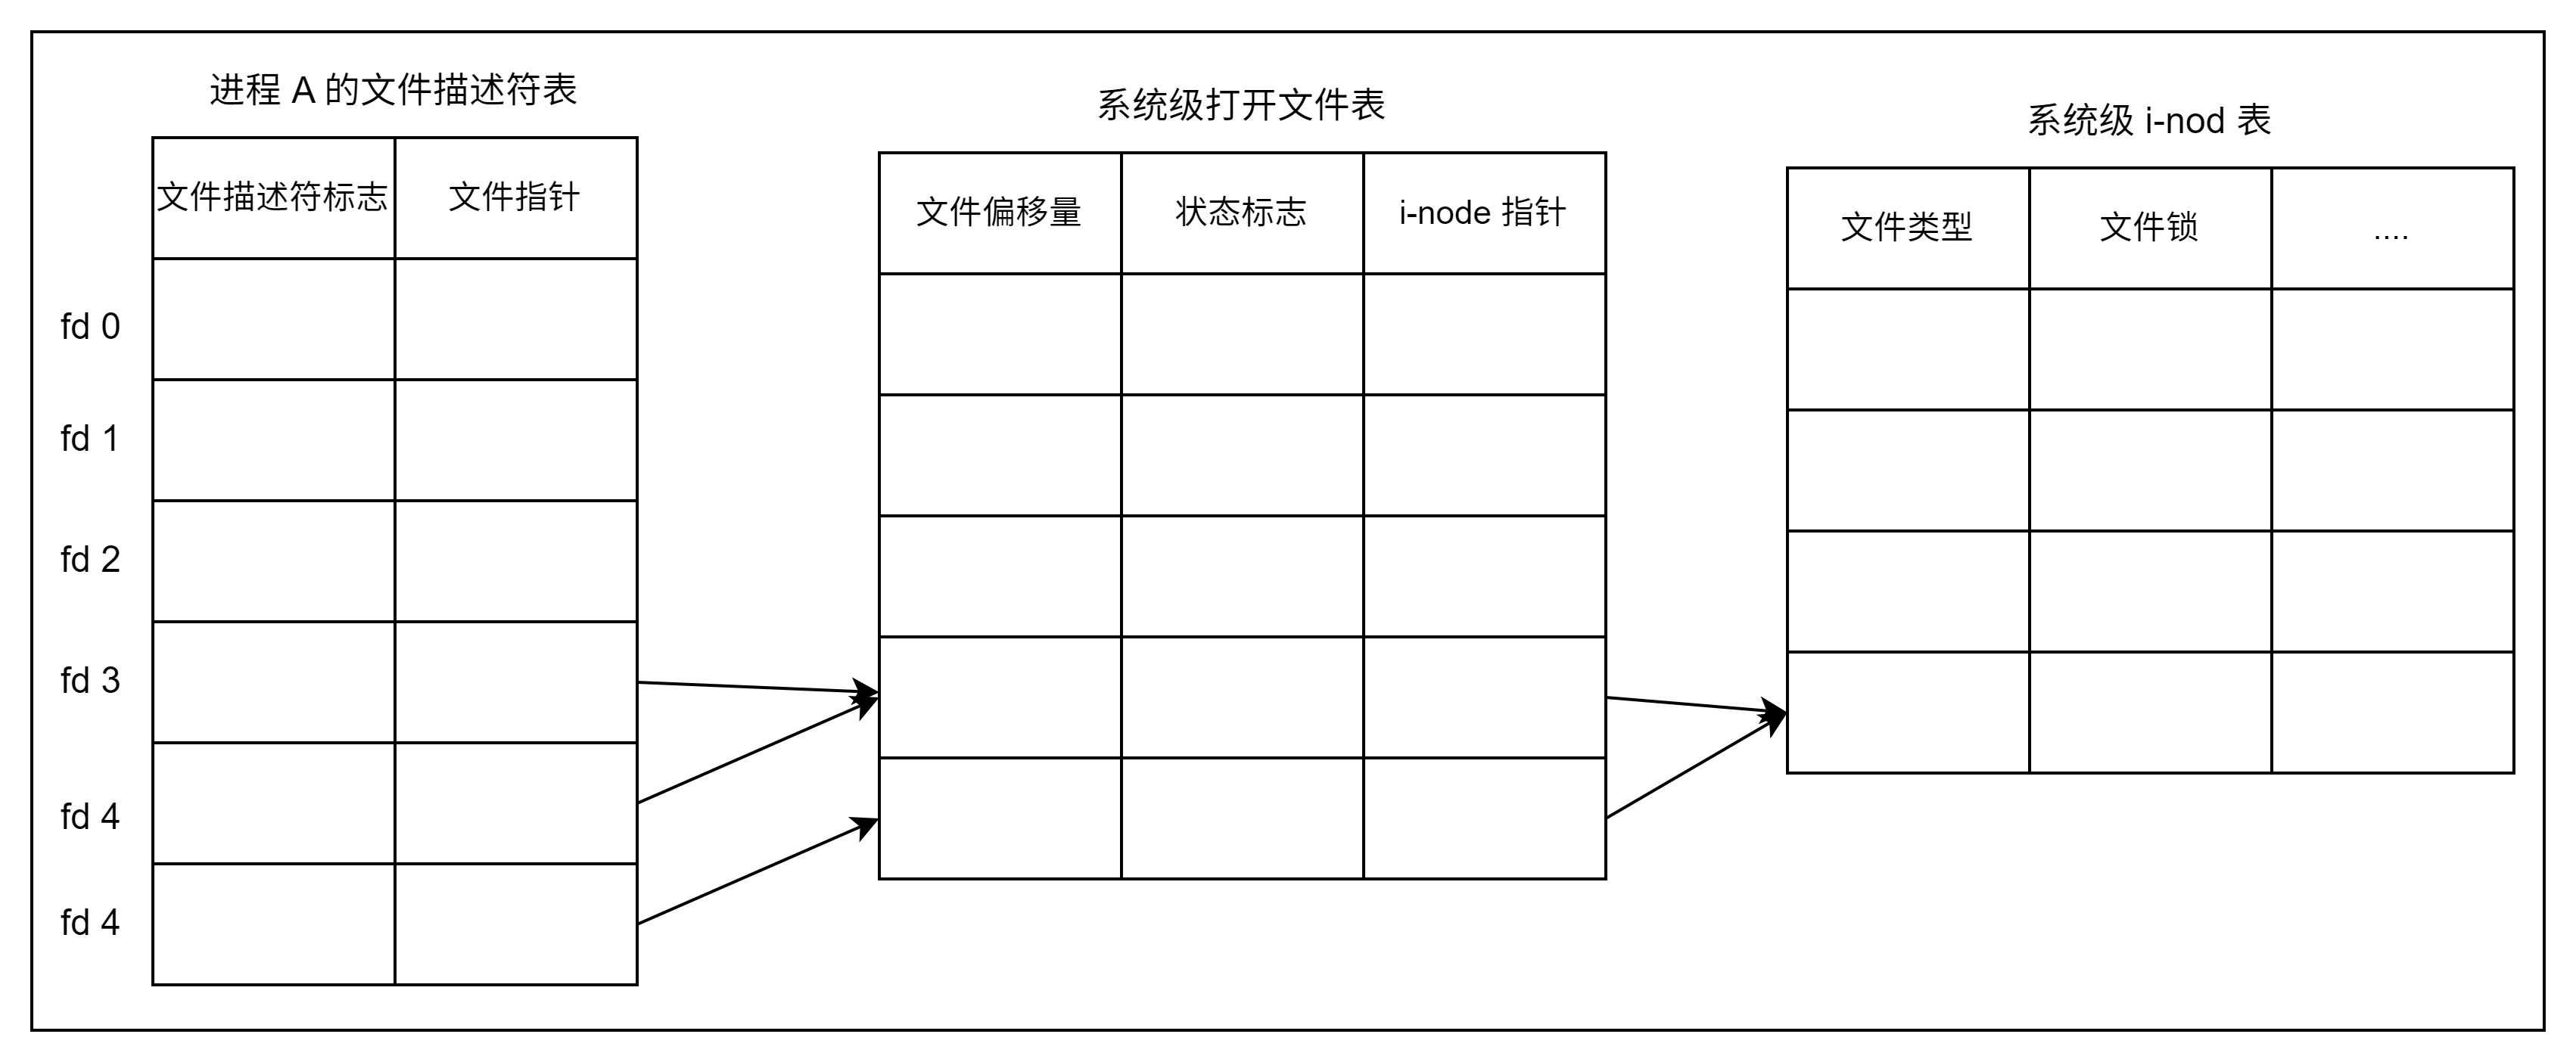 进程 A 的文件描述符表
系统级打开文件表
系统级 i-nod 表
文件描述符标志
文件指针
文件偏移量
状态标志
i-node 指针
文件类型
文件锁
....
fd 0
fd 1
fd 2
fd 3
fd 4
fd 4